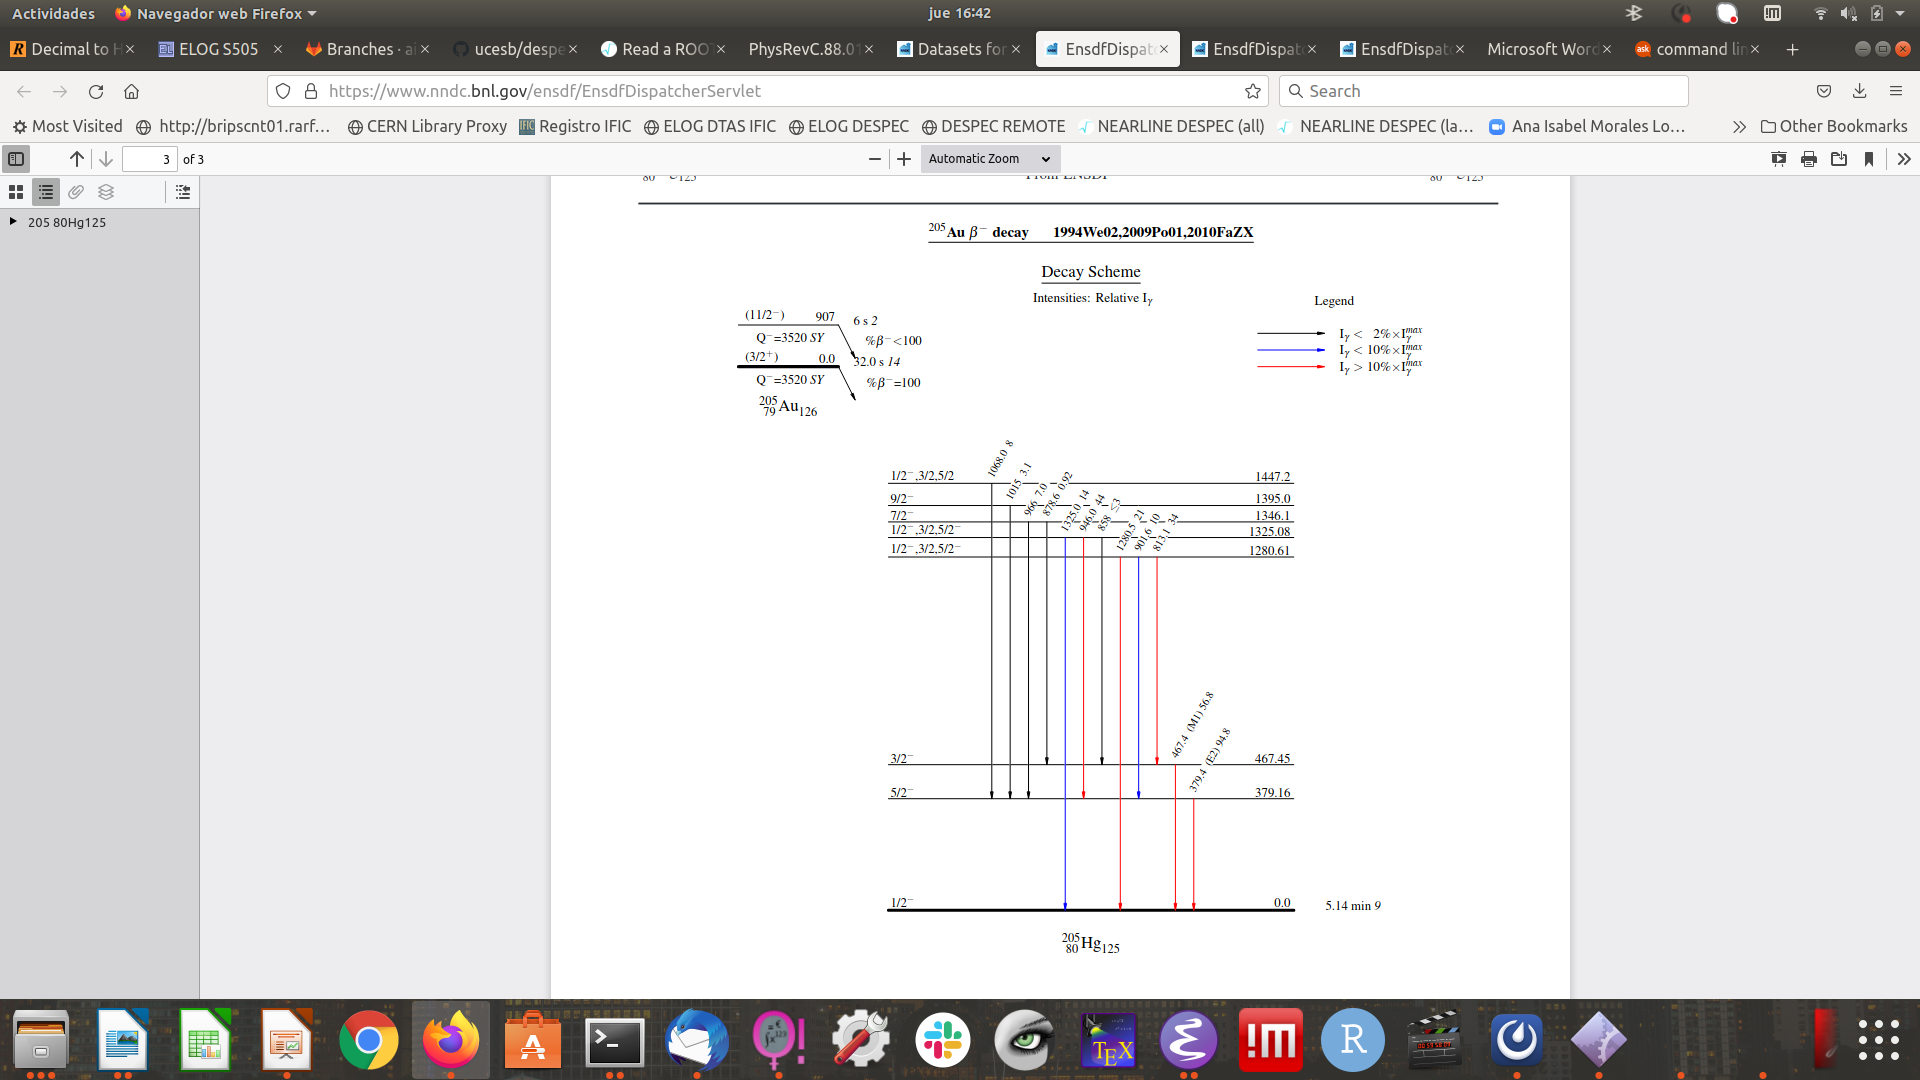 Actividades
Navegador web Firefox
jue 16:42
Decimal to H
ELOG S505
Branches · ai
ucesb/despe
Read a ROO
PhysRevC.88.01
Datasets for
EnsdfDispatc
EnsdfDispatc
EnsdfDispatc
Microsoft Word
command lin
https://www.nndc.bnl.gov/ensdf/EnsdfDispatcherServlet
Search
Most Visited
http://bripscnt01.rarf...
CERN Library Proxy
Registro IFIC
ELOG DTAS IFIC
ELOG DESPEC
DESPEC REMOTE
NEARLINE DESPEC (all)
NEARLINE DESPEC (la...
Ana Isabel Morales Lo...
Other Bookmarks
3 of 3
Automatic Zoom
205 80Hg125
²⁰⁵Au β⁻ decay 1994We02,2009Po01,2010FaZX
Decay Scheme
Intensities: Relative Iγ
Legend
Iγ < 2%×Iγmax
Iγ < 10%×Iγmax
Iγ > 10%×Iγmax
(11/2⁻) 907 6 s 2
Q⁻=3520 SY %β⁻<100
(3/2⁺) 0.0 32.0 s 14
Q⁻=3520 SY %β⁻=100
²⁰⁵₇₉Au₁₂₆
1068.0 8
1015 3.1
966 7.0
878.6 0.92
1325.0 14
946.0 44
858 ≤3
1280.5 21
901.6 10
813.1 34
1/2⁻,3/2,5/2 1447.2
9/2⁻ 1395.0
7/2⁻ 1346.1
1/2⁻,3/2,5/2⁻ 1325.08
1/2⁻,3/2,5/2⁻ 1280.61
467.4 (M1) 56.8
379.4 (E2) 94.8
3/2⁻ 467.45
5/2⁻ 379.16
1/2⁻ 0.0 5.14 min 9
²⁰⁵₈₀Hg₁₂₅